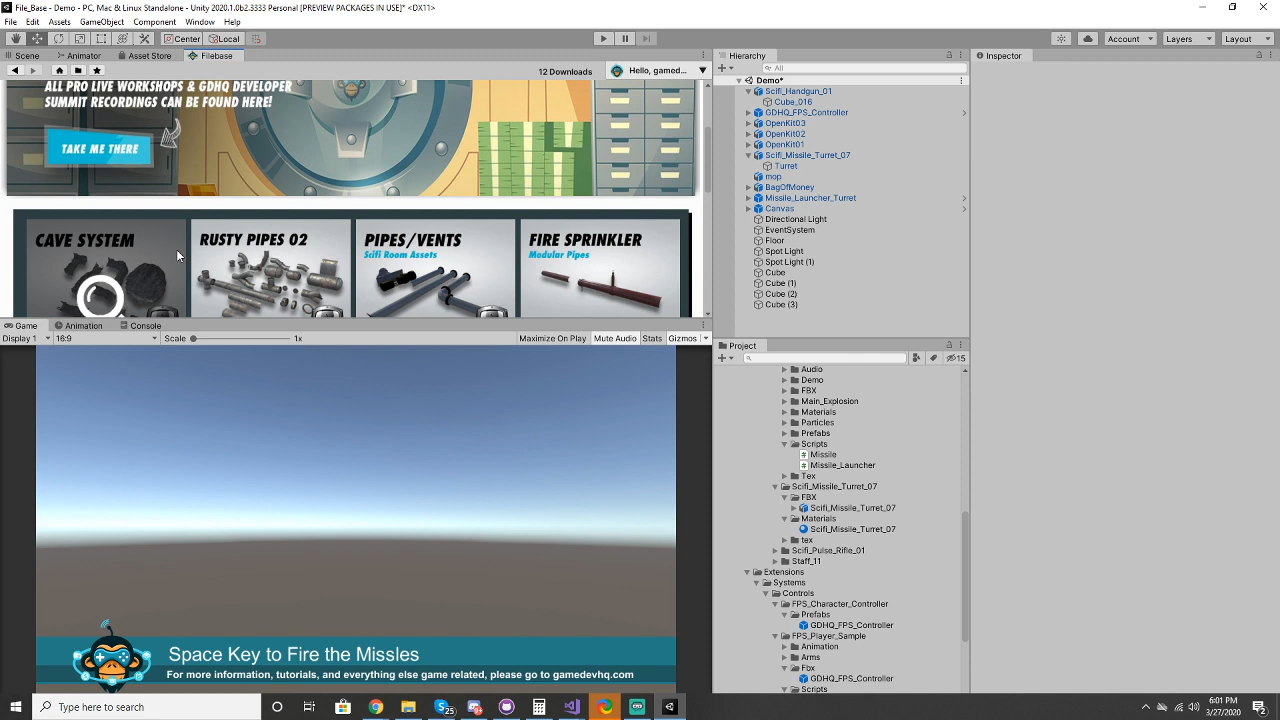 File_Base - Demo - PC, Mac & Linux Standalone - Unity 2020.1.0b2.3333 Personal [PREVIEW PACKAGES IN USE]* <DX11>
File Edit Assets GameObject Component Window Help
Center Local Account Layers Layout
Scene Animator Asset Store Filebase
12 Downloads Hello, gamed...
ALL PRO LIVE WORKSHOPS & GDHQ DEVELOPER
SUMMIT RECORDINGS CAN BE FOUND HERE!
TAKE ME THERE
CAVE SYSTEM
RUSTY PIPES 02
PIPES/VENTS
Scifi Room Assets
FIRE SPRINKLER
Modular Pipes
Game Animation Console
Display 1 16:9 Scale 1x Maximize On Play Mute Audio Stats Gizmos
Space Key to Fire the Missles
For more information, tutorials, and everything else game related, please go to gamedevhq.com
Hierarchy
All
Demo*
Scifi_Handgun_01
Cube_016
GDHQ_FPS_Controller
OpenKit03
OpenKit02
OpenKit01
Scifi_Missile_Turret_07
Turret
mop
BagOfMoney
Missile_Launcher_Turret
Canvas
Directional Light
EventSystem
Floor
Spot Light
Spot Light (1)
Cube
Cube (1)
Cube (2)
Cube (3)
Project
15
Audio
Demo
FBX
Main_Explosion
Materials
Particles
Prefabs
Scripts
Missile
Missile_Launcher
Tex
Scifi_Missile_Turret_07
FBX
Scifi_Missile_Turret_07
Materials
Scifi_Missile_Turret_07
tex
Scifi_Pulse_Rifle_01
Staff_11
Extensions
Systems
Controls
FPS_Character_Controller
Prefabs
GDHQ_FPS_Controller
FPS_Player_Sample
Animation
Arms
Fbx
GDHQ_FPS_Controller
Scripts
Inspector
Type here to search
25
6:01 PM
3/27/2020
2